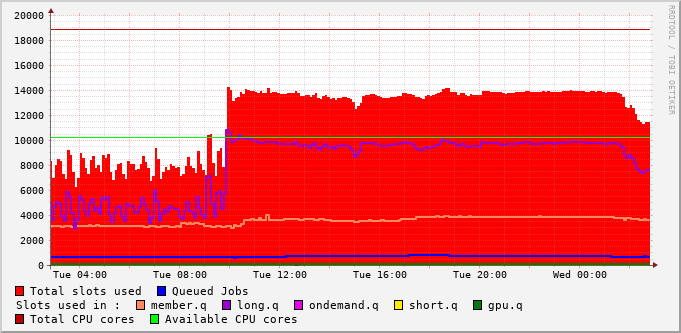 20000
18000
16000
14000
12000
10000
8000
6000
4000
2000
0
Tue 04:00 Tue 08:00 Tue 12:00 Tue 16:00 Tue 20:00 Wed 00:00
RRDTOOL / TOBI OETIKER
Total slots used Queued Jobs
Slots used in : member.q long.q ondemand.q short.q gpu.q
Total CPU cores Available CPU cores